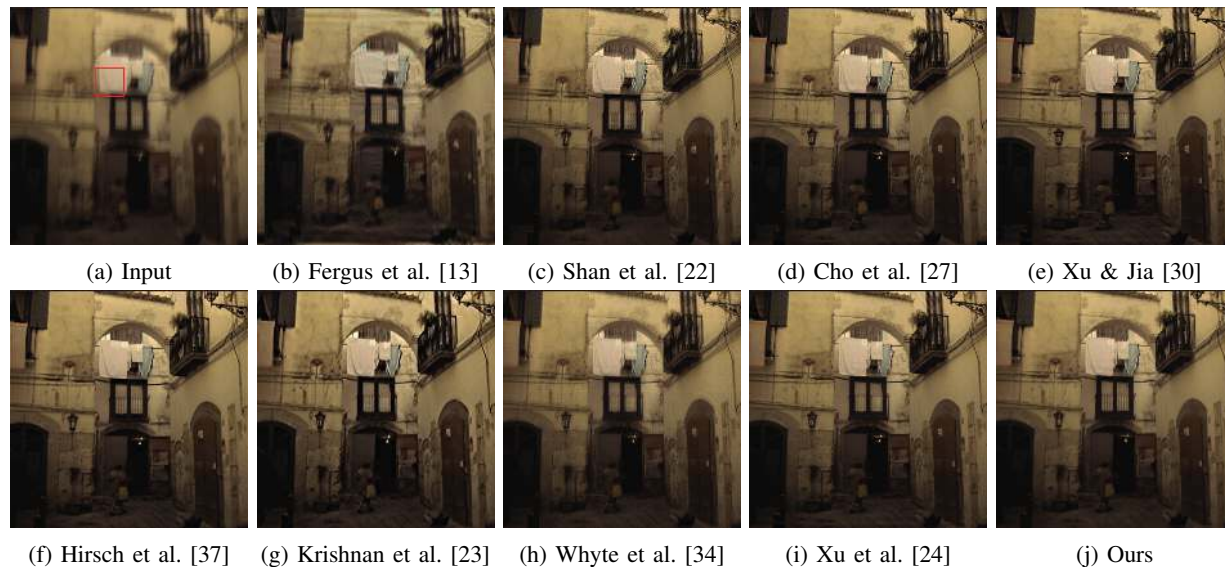 (a) Input
(b) Fergus et al. [13]
(c) Shan et al. [22]
(d) Cho et al. [27]
(e) Xu & Jia [30]
(f) Hirsch et al. [37]
(g) Krishnan et al. [23]
(h) Whyte et al. [34]
(i) Xu et al. [24]
(j) Ours